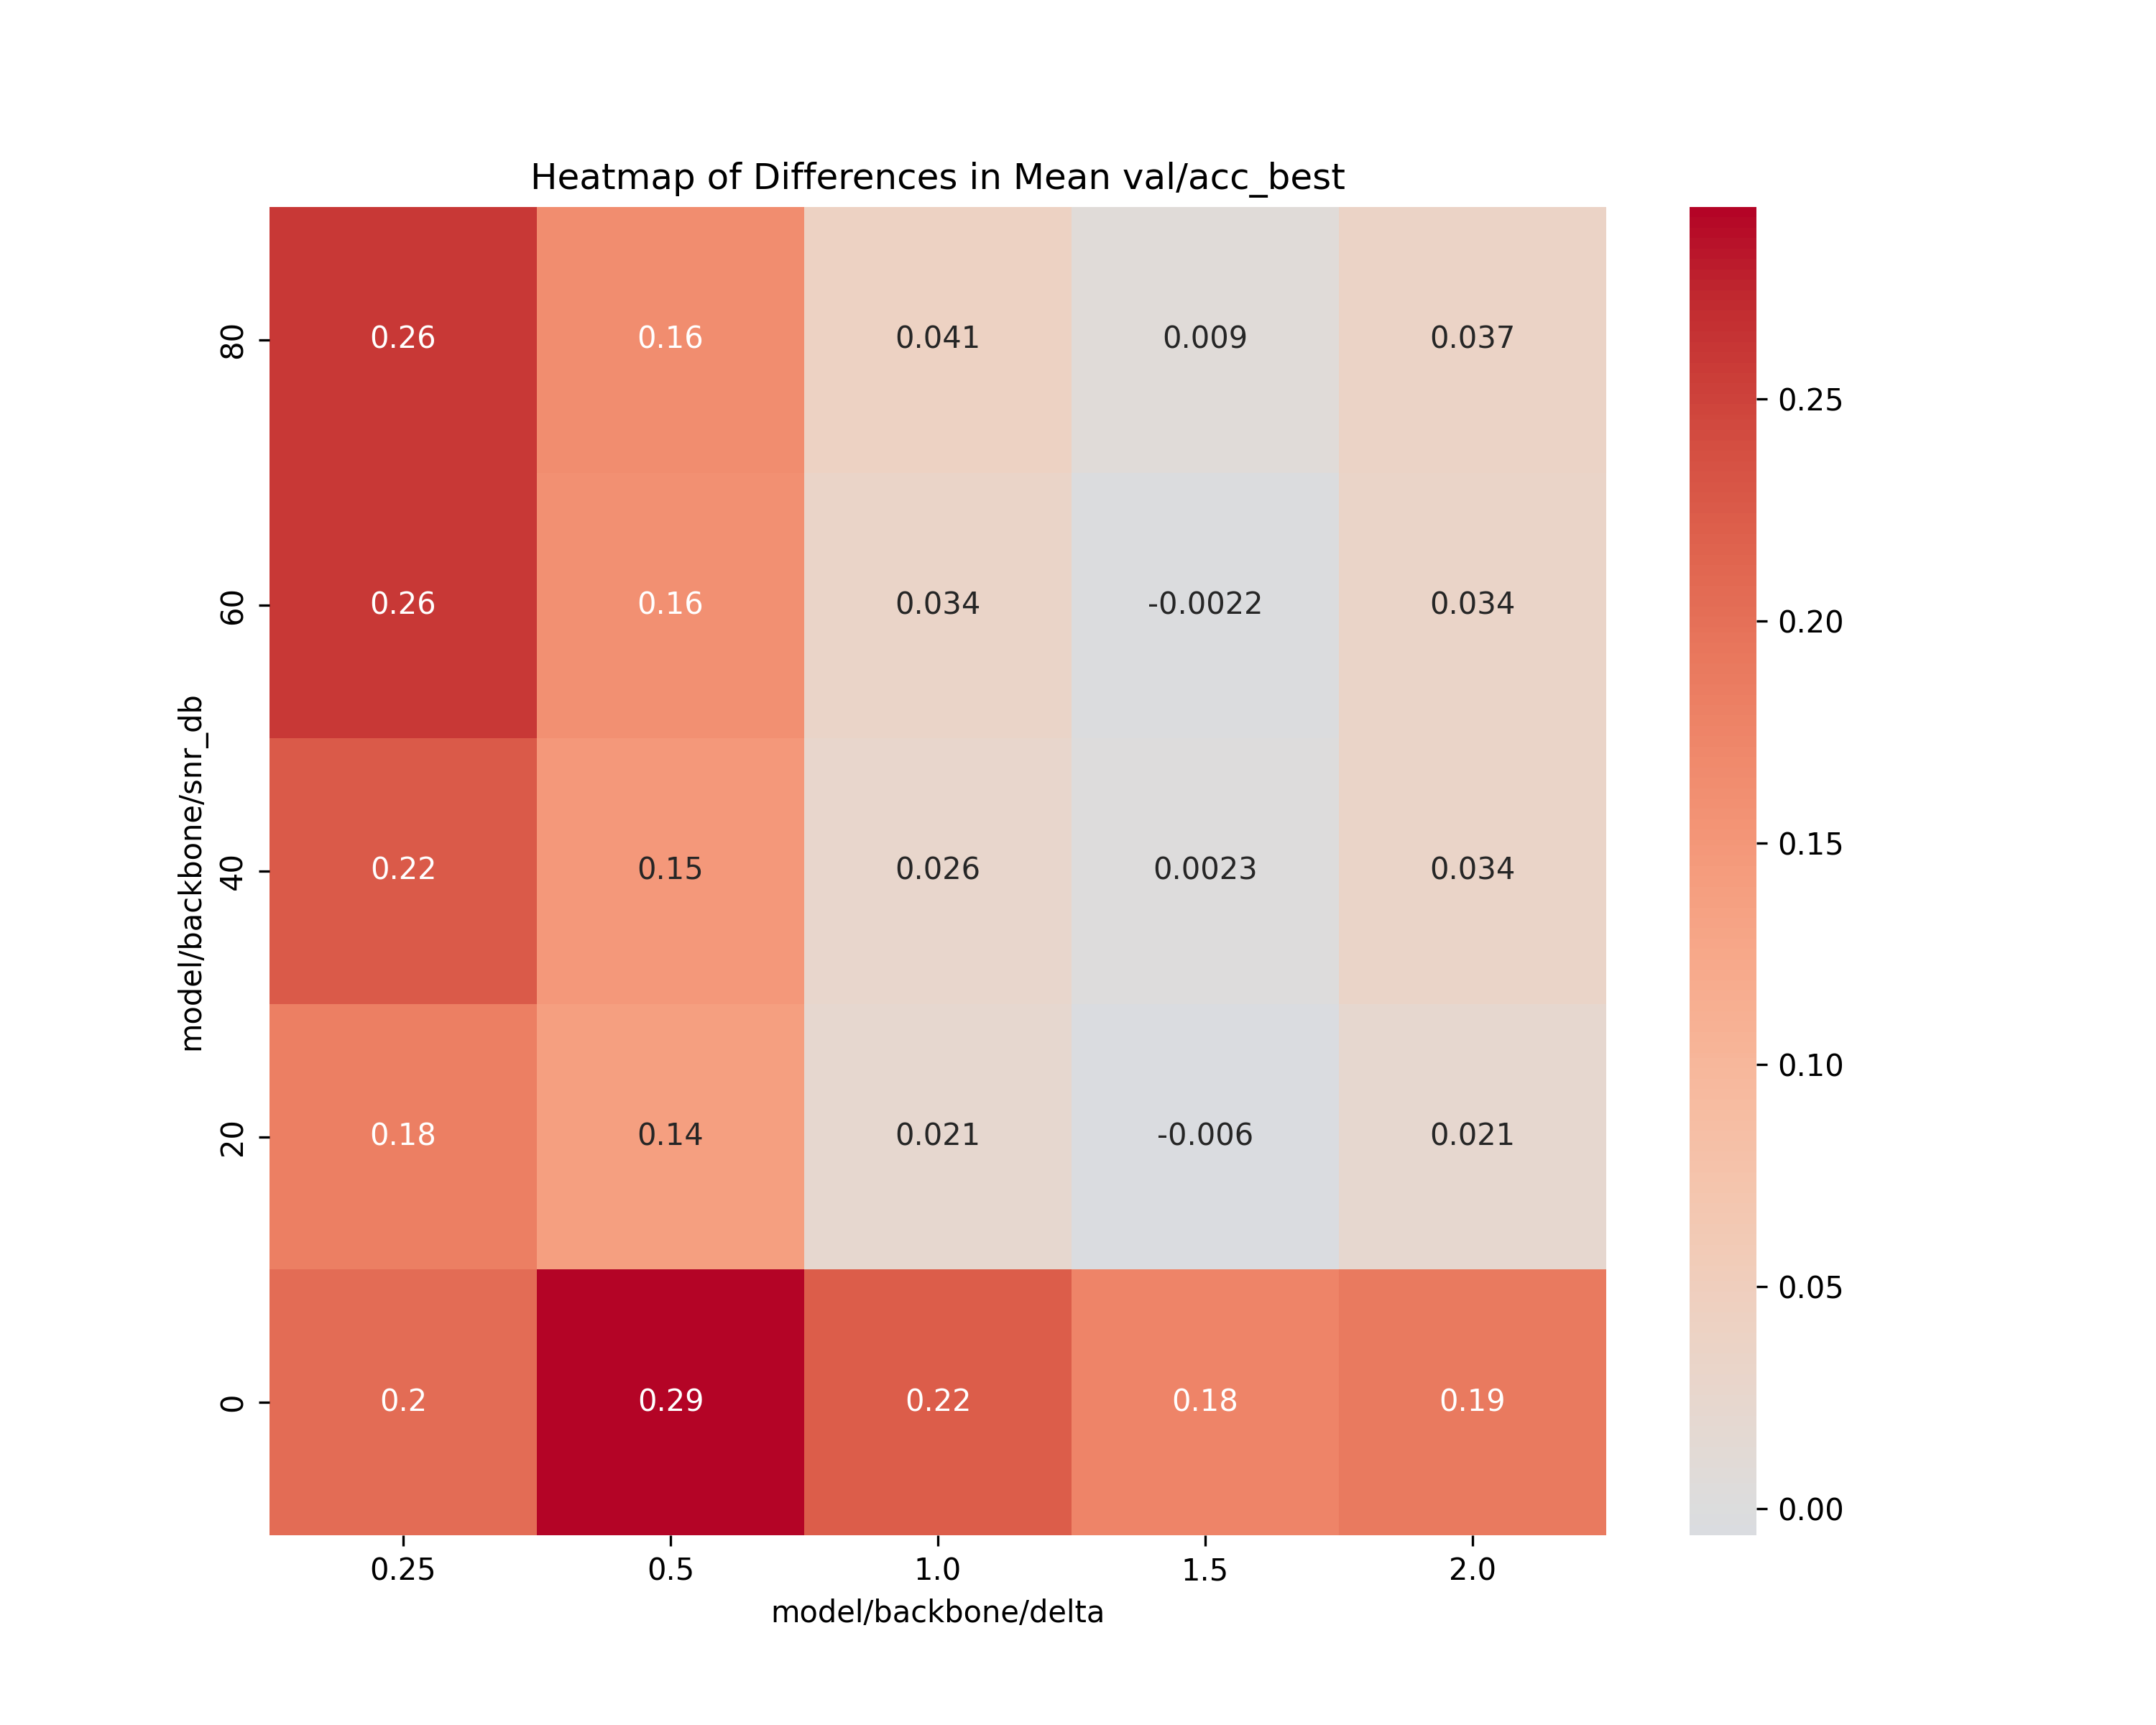 Heatmap of Differences in Mean val/acc_best
80 0.26 0.16 0.041 0.009 0.037
60 0.26 0.16 0.034 -0.0022 0.034
40 0.22 0.15 0.026 0.0023 0.034
20 0.18 0.14 0.021 -0.006 0.021
0 0.2 0.29 0.22 0.18 0.19
0.25 0.5 1.0 1.5 2.0
model/backbone/delta
model/backbone/snr_db
0.25
0.20
0.15
0.10
0.05
0.00